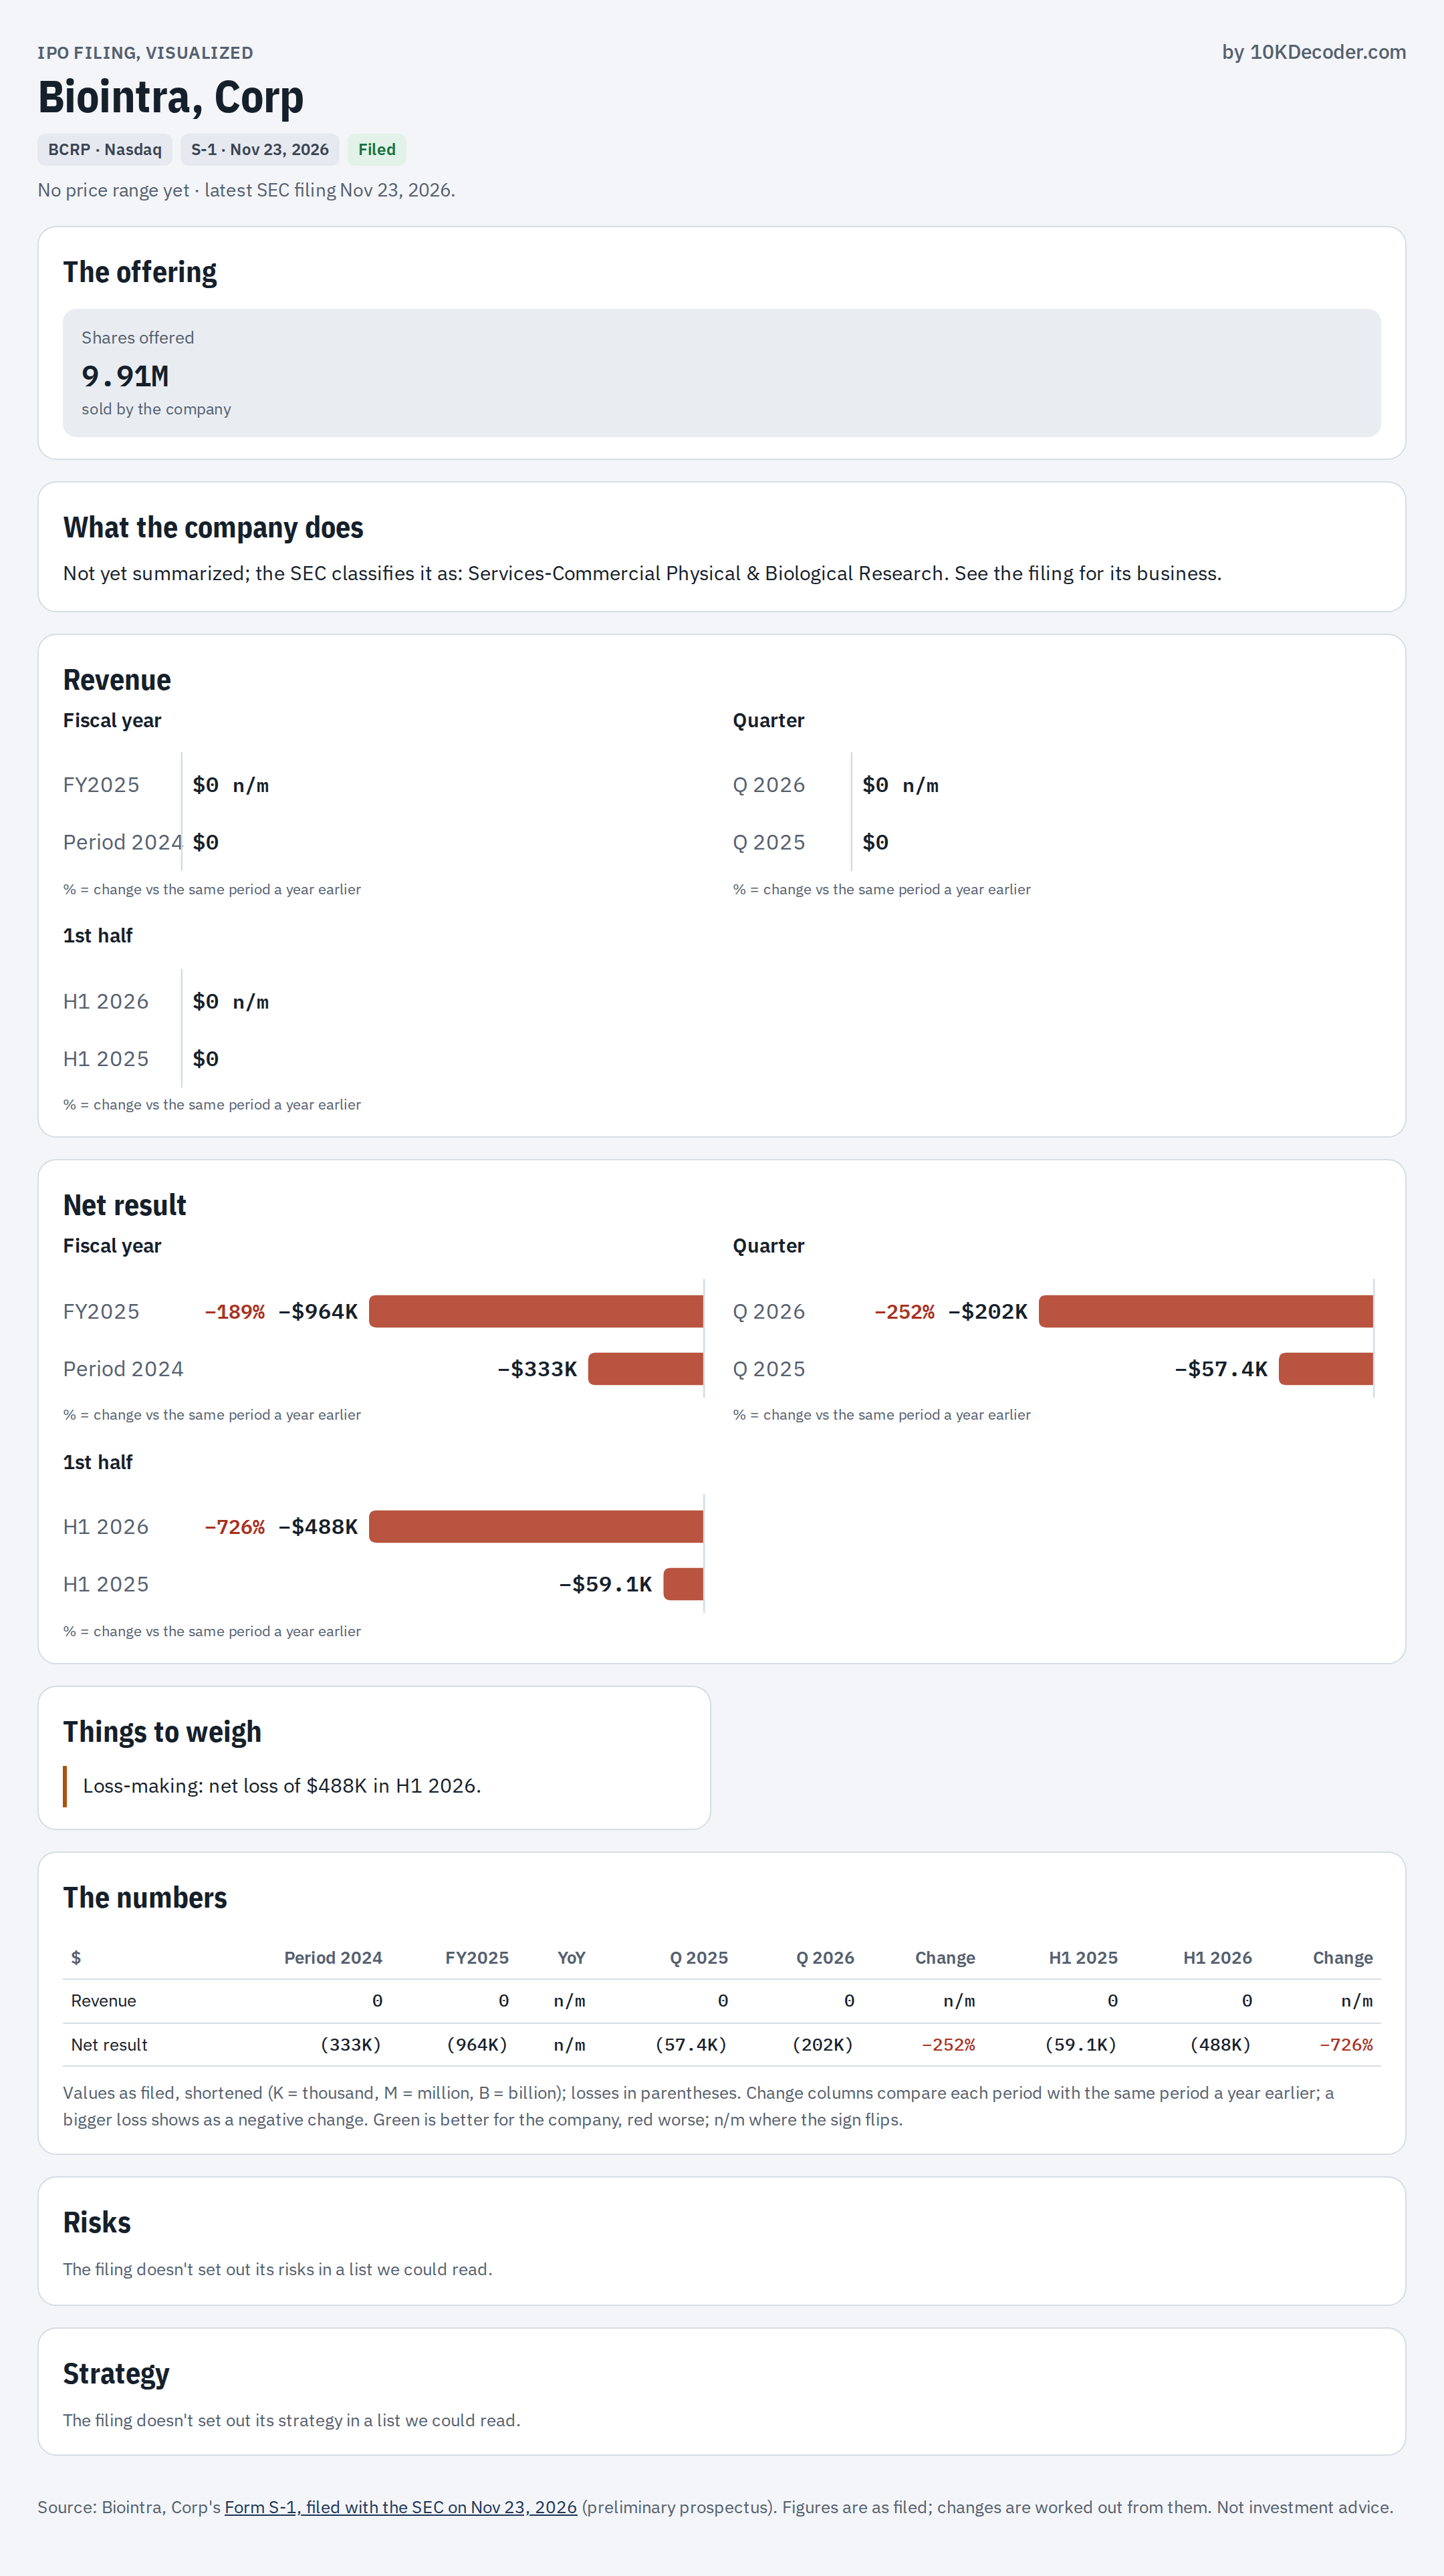 IPO FILING, VISUALIZED
by 10KDecoder.com
Biointra, Corp
BCRP · Nasdaq
S-1 · Nov 23, 2026
Filed
No price range yet · latest SEC filing Nov 23, 2026.
The offering
Shares offered
9.91M
sold by the company
What the company does
Not yet summarized; the SEC classifies it as: Services-Commercial Physical & Biological Research. See the filing for its business.
Revenue
Fiscal year
FY2025 $0 n/m
Period 2024 $0
% = change vs the same period a year earlier
Quarter
Q 2026 $0 n/m
Q 2025 $0
% = change vs the same period a year earlier
1st half
H1 2026 $0 n/m
H1 2025 $0
% = change vs the same period a year earlier
Net result
Fiscal year
FY2025 −189% −$964K
Period 2024 −$333K
% = change vs the same period a year earlier
Quarter
Q 2026 −252% −$202K
Q 2025 −$57.4K
% = change vs the same period a year earlier
1st half
H1 2026 −726% −$488K
H1 2025 −$59.1K
% = change vs the same period a year earlier
Things to weigh
Loss-making: net loss of $488K in H1 2026.
The numbers
$ Period 2024 FY2025 YoY Q 2025 Q 2026 Change H1 2025 H1 2026 Change
Revenue 0 0 n/m 0 0 n/m 0 0 n/m
Net result (333K) (964K) n/m (57.4K) (202K) −252% (59.1K) (488K) −726%
Values as filed, shortened (K = thousand, M = million, B = billion); losses in parentheses. Change columns compare each period with the same period a year earlier; a
bigger loss shows as a negative change. Green is better for the company, red worse; n/m where the sign flips.
Risks
The filing doesn't set out its risks in a list we could read.
Strategy
The filing doesn't set out its strategy in a list we could read.
Source: Biointra, Corp's Form S-1, filed with the SEC on Nov 23, 2026 (preliminary prospectus). Figures are as filed; changes are worked out from them. Not investment advice.